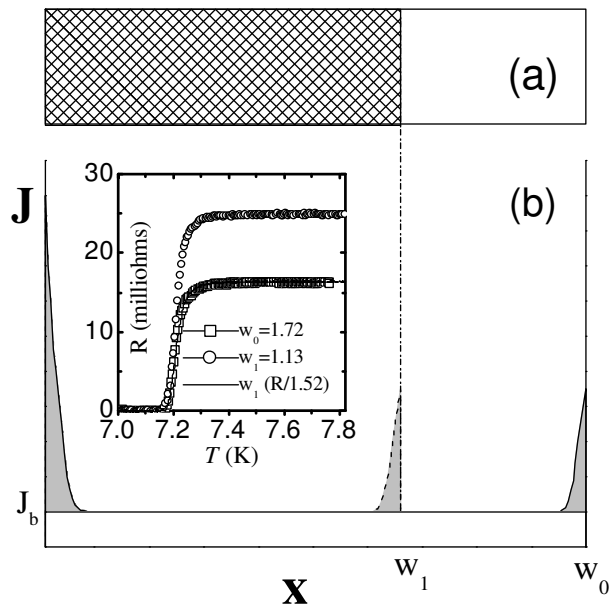 (a)
(b)
J
30
20
10
0
R (milliohms)
w₀=1.72
w₁=1.13
w₁ (R/1.52)
7.0 7.2 7.4 7.6 7.8
T (K)
J_b
w₁
w₀
x